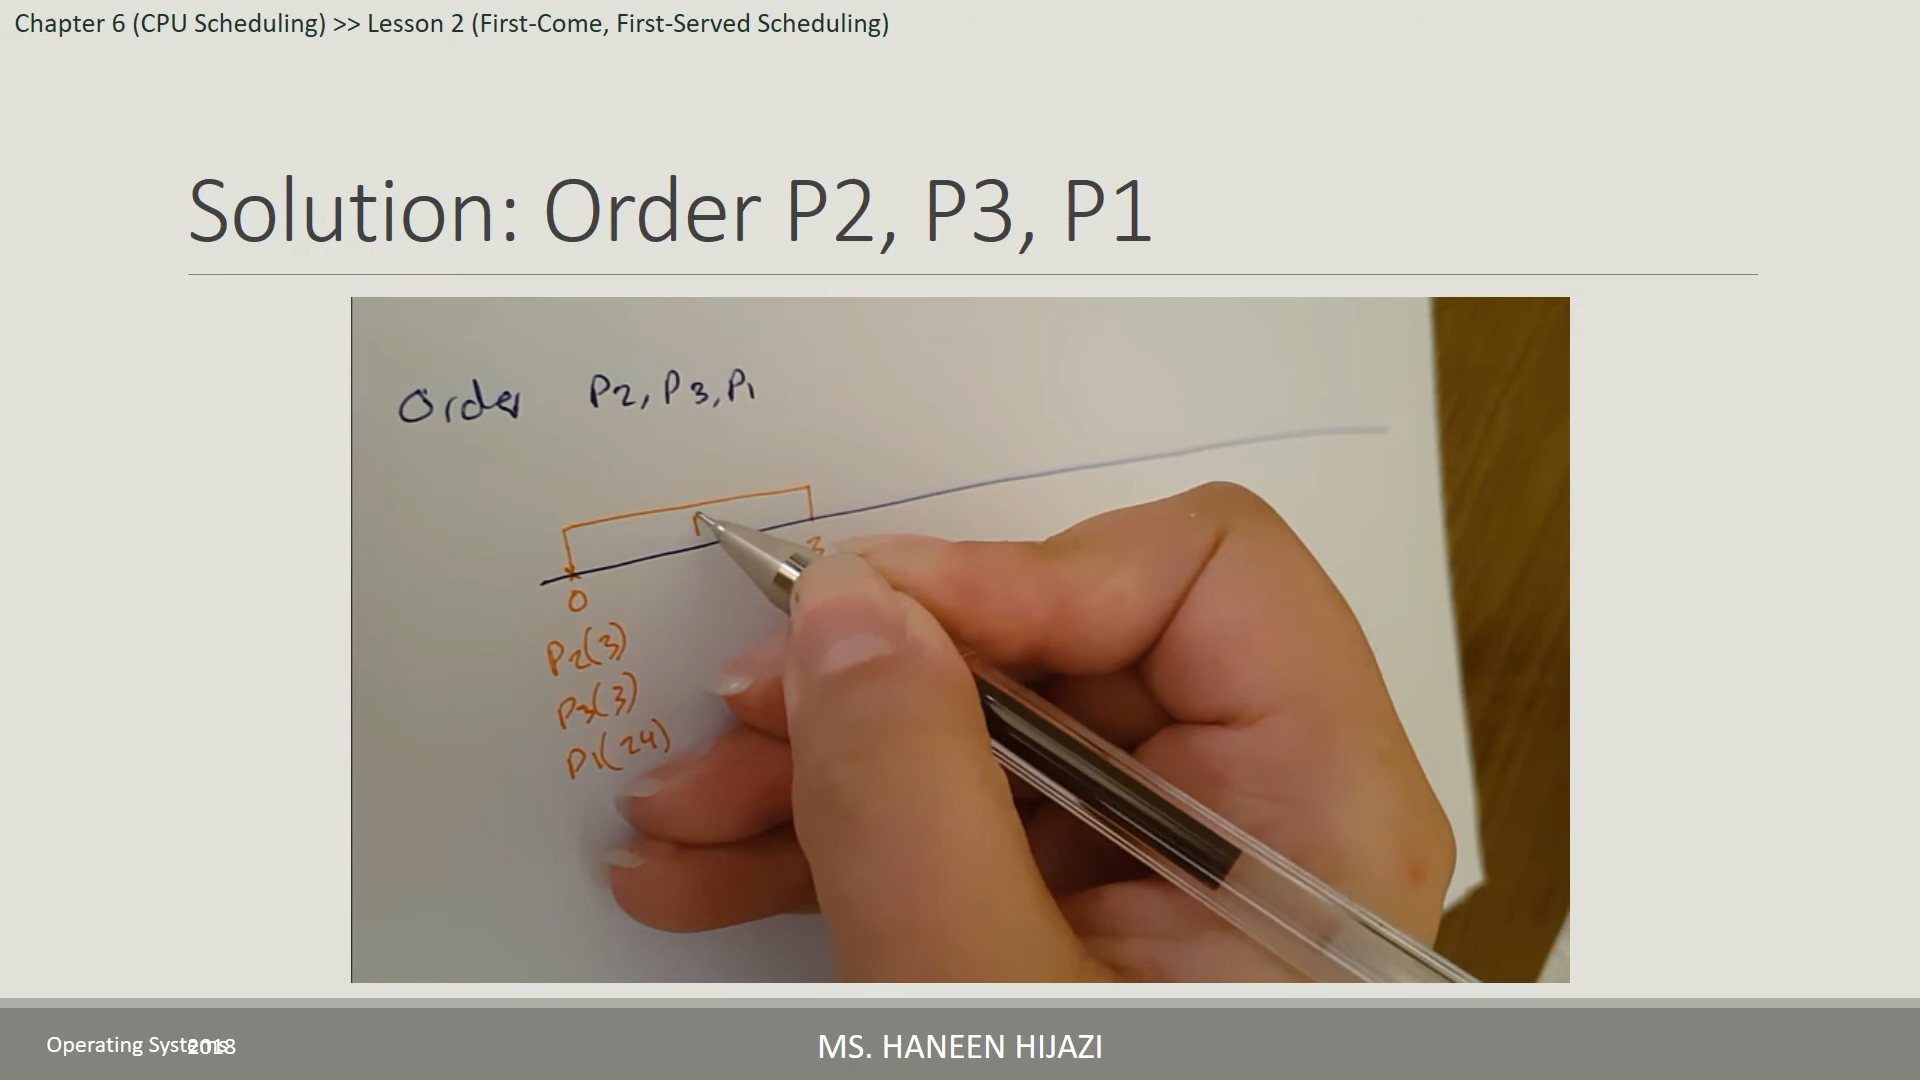 Chapter 6 (CPU Scheduling) >> Lesson 2 (First-Come, First-Served Scheduling)
Solution: Order P2, P3, P1
Order P2, P3, P1
3
0
P2(3)
P3(3)
P1(24)
Operating Systems
2018
MS. HANEEN HIJAZI